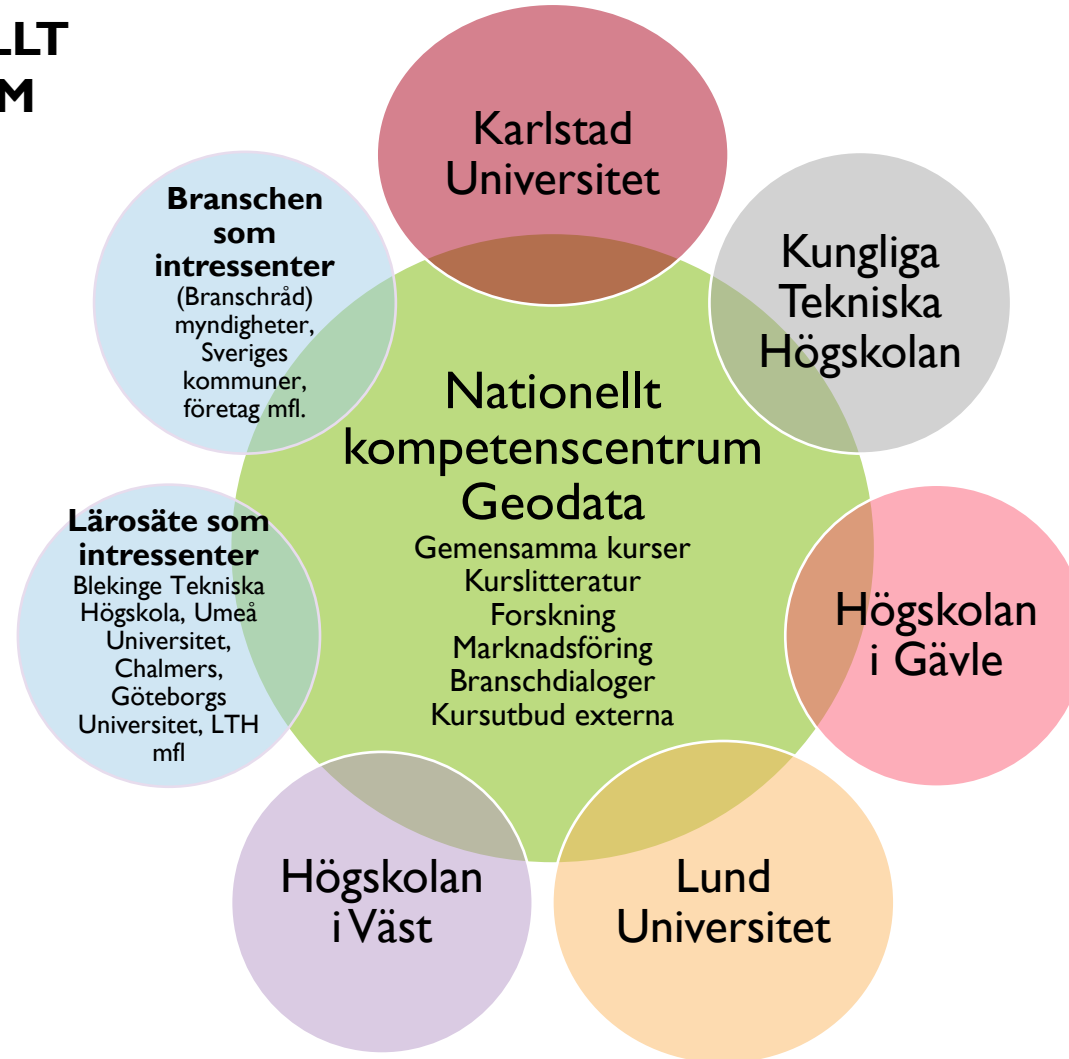 LLT
M
Karlstad
Universitet
Kungliga
Tekniska
Högskolan
Högskolan
i Gävle
Lund
Universitet
Högskolan
i Väst
Lärosäte som
intressenter
Blekinge Tekniska
Högskola, Umeå
Universitet,
Chalmers,
Göteborgs
Universitet, LTH
mfl
Branschen
som
intressenter
(Branschråd)
myndigheter,
Sveriges
kommuner,
företag mfl.
Nationellt
kompetenscentrum
Geodata
Gemensamma kurser
Kurslitteratur
Forskning
Marknadsföring
Branschdialoger
Kursutbud externa